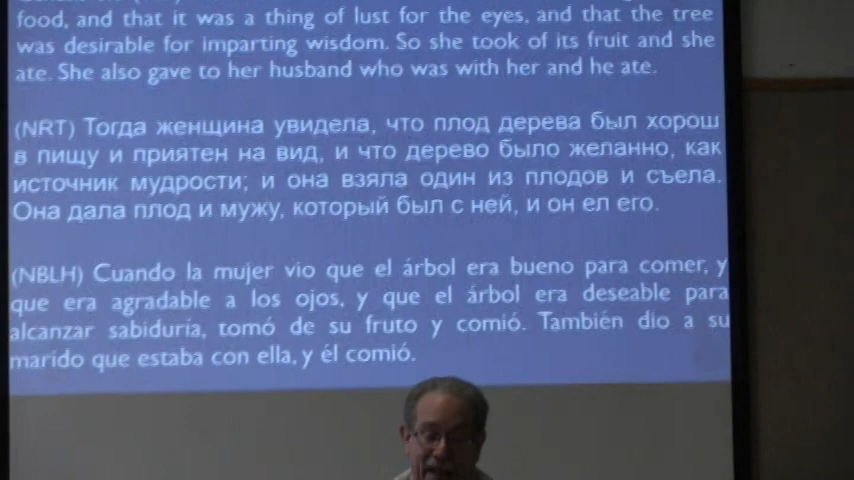 food, and that it was a thing of lust for the eyes, and that the tree
was desirable for imparting wisdom. So she took of its fruit and she
ate. She also gave to her husband who was with her and he ate.
(NRT) Тогда женщина увидела, что плод дерева был хорош
в пищу и приятен на вид, и что дерево было желанно, как
источник мудрости; и она взяла один из плодов и съела.
Она дала плод и мужу, который был с ней, и он ел его.
(NBLH) Cuando la mujer vio que el árbol era bueno para comer, y
que era agradable a los ojos, y que el árbol era deseable para
alcanzar sabiduría, tomó de su fruto y comió. También dio a su
marido que estaba con ella, y él comió.